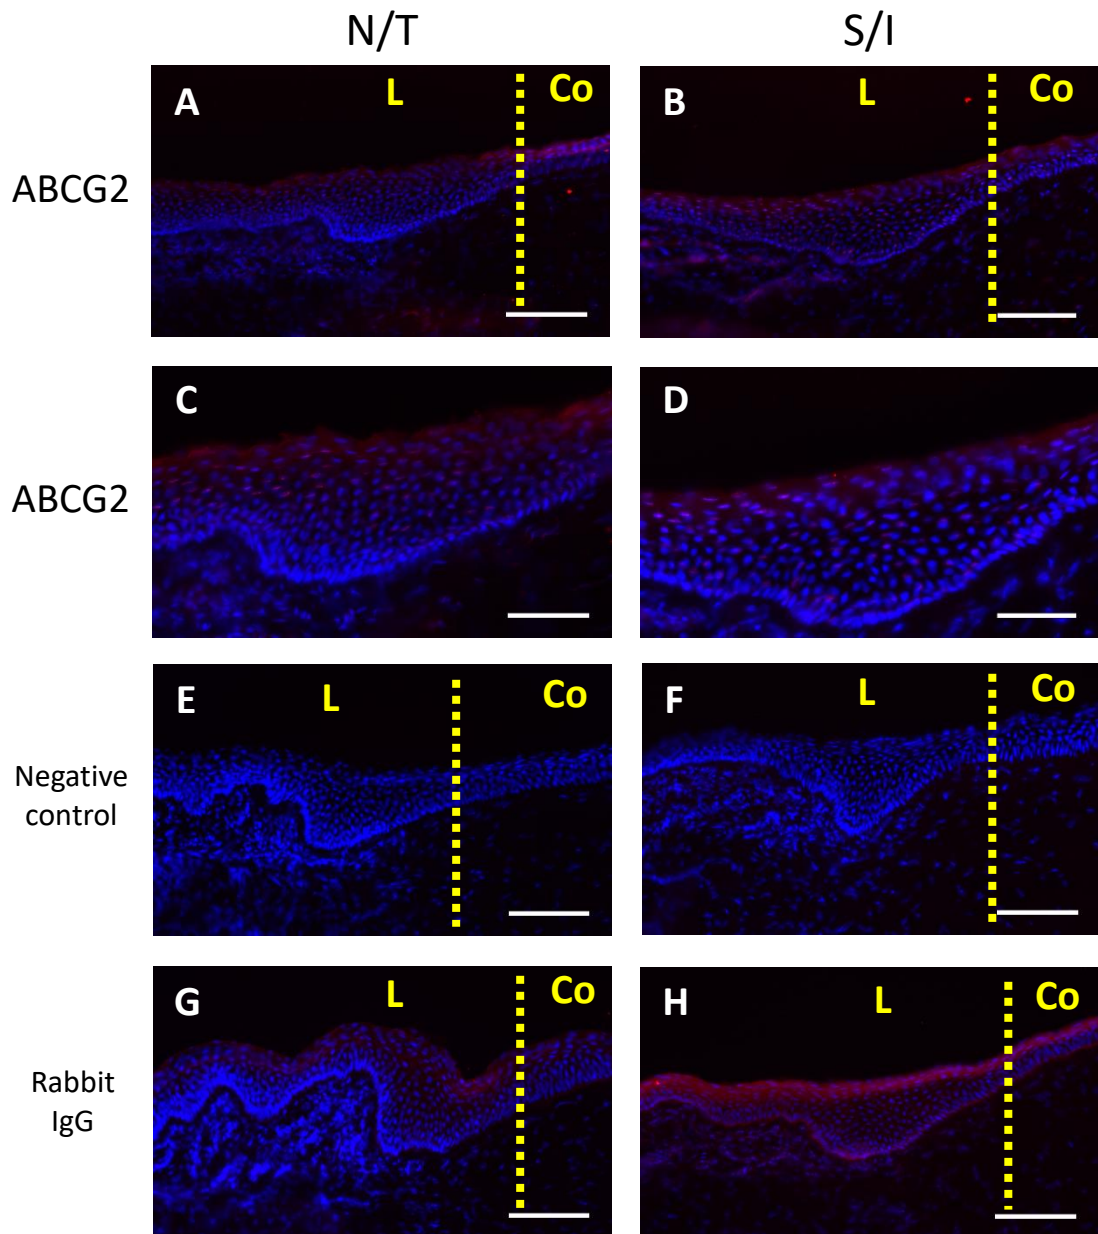 N/T S/I
ABCG2
A L Co
B L Co
ABCG2
C
D
Negative
control
E L Co
F L Co
Rabbit
IgG
G L Co
H L Co